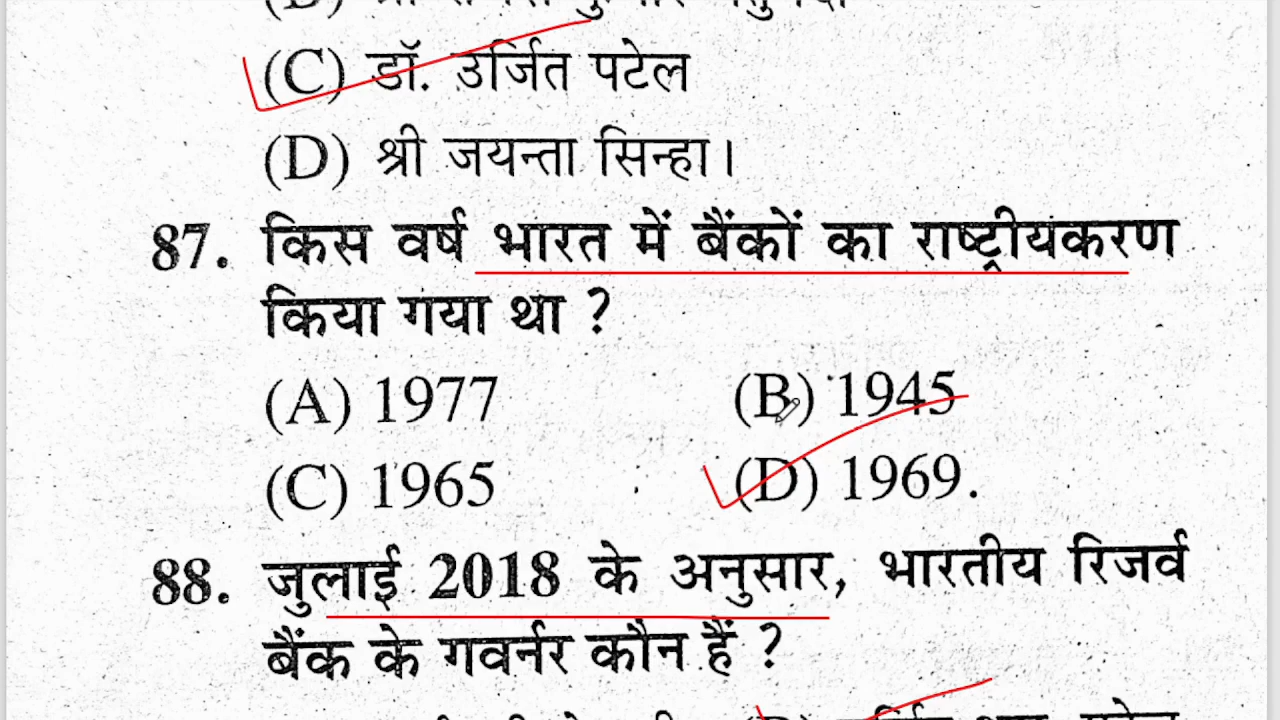 (C) डॉ. उर्जित पटेल
(D) श्री जयन्ता सिन्हा।
87. किस वर्ष भारत में बैंकों का राष्ट्रीयकरण
किया गया था ?
(A) 1977 (B) 1945
(C) 1965 (D) 1969.
88. जुलाई 2018 के अनुसार, भारतीय रिजर्व
बैंक के गवर्नर कौन हैं ?